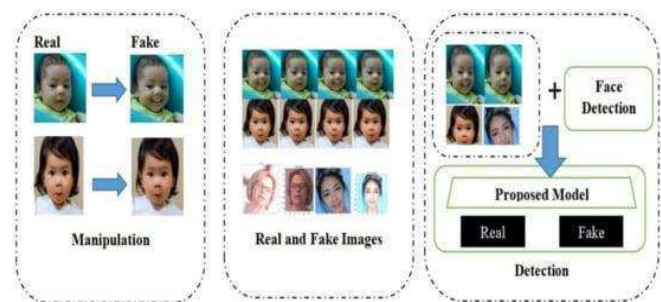 Real Fake
Manipulation
Real and Fake Images
+
Face
Detection
Proposed Model
Real Fake
Detection